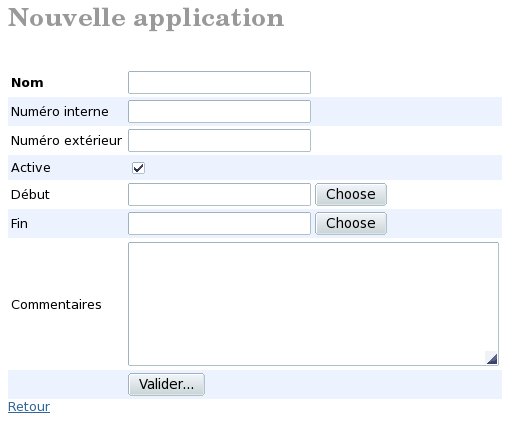 Nouvelle application
Nom
Numéro interne
Numéro extérieur
Active
Début Choose
Fin Choose
Commentaires
Valider...
Retour